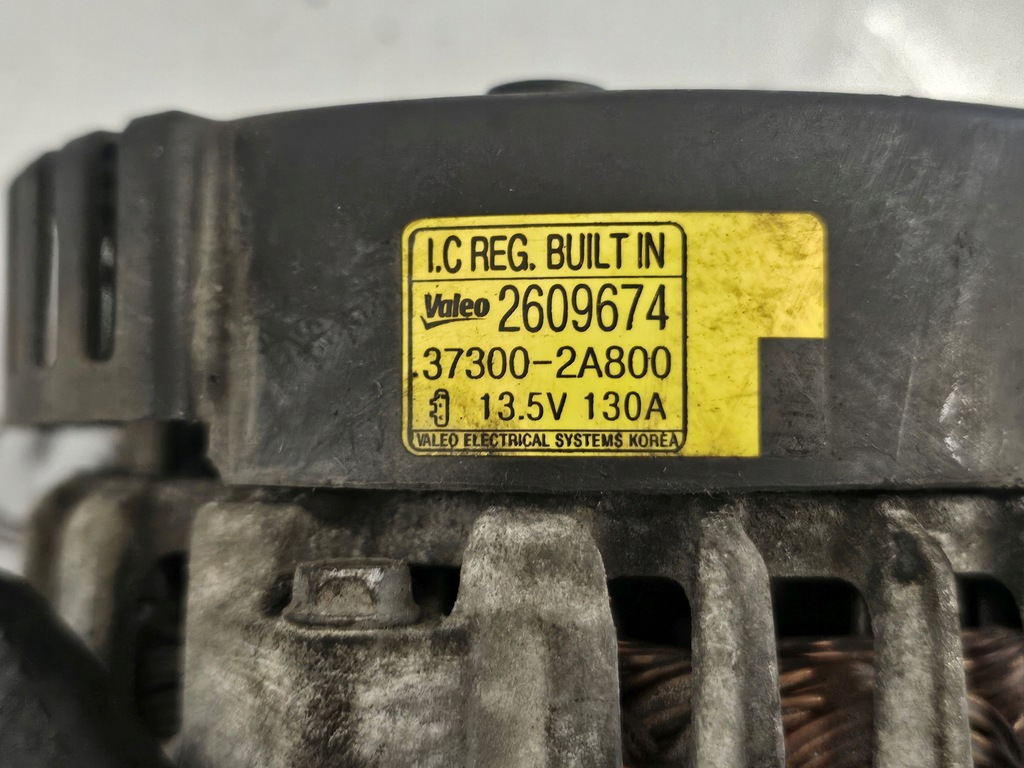 I.C REG. BUILT IN
Valeo 2609674
37300-2A800
13.5V 130A
VALEO ELECTRICAL SYSTEMS KOREA